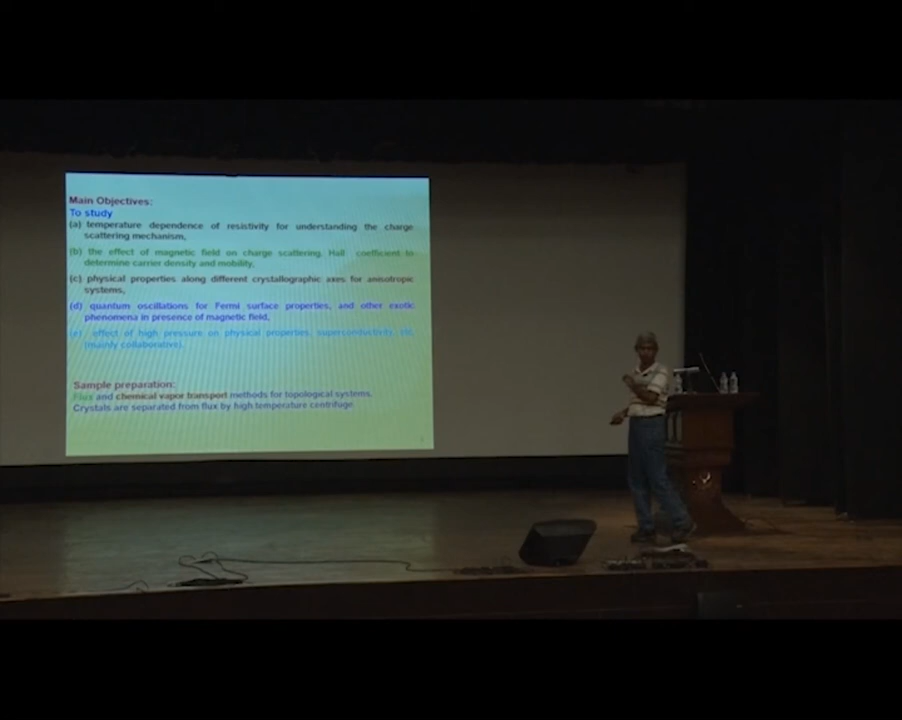 Main Objectives:
To study
(a) temperature dependence of resistivity for understanding the charge
scattering mechanism,
(b) the effect of magnetic field on charge scattering, Hall coefficient to
determine carrier density and mobility,
(c) physical properties along different crystallographic axes for anisotropic
systems,
(d) quantum oscillations for Fermi surface properties, and other exotic
phenomena in presence of magnetic field,
(e) effect of high pressure on physical properties, superconductivity etc.
(mainly collaborative).
Sample preparation:
Flux and chemical vapor transport methods for topological systems.
Crystals are separated from flux by high temperature centrifuge.